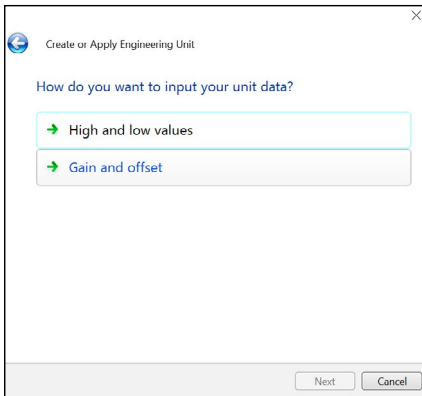 Create or Apply Engineering Unit
How do you want to input your unit data?
High and low values
Gain and offset
Next Cancel